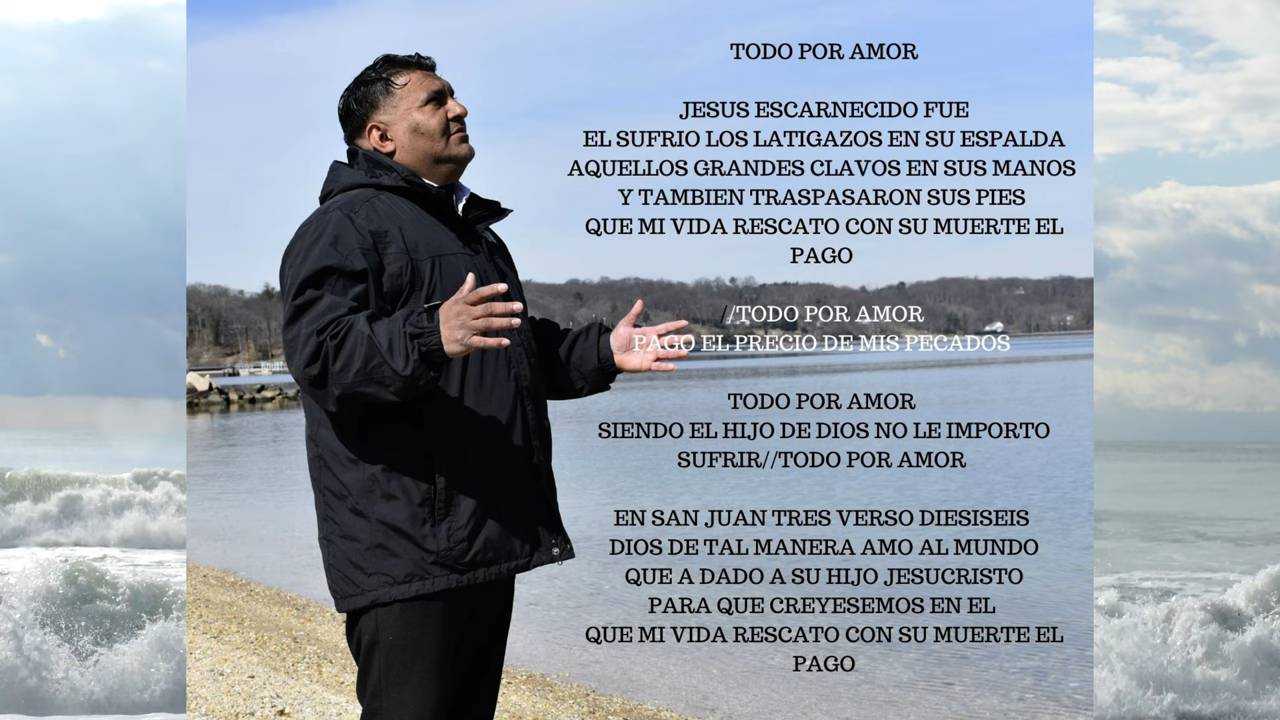 TODO POR AMOR
JESUS ESCARNECIDO FUE
EL SUFRIO LOS LATIGAZOS EN SU ESPALDA
AQUELLOS GRANDES CLAVOS EN SUS MANOS
Y TAMBIEN TRASPASARON SUS PIES
QUE MI VIDA RESCATO CON SU MUERTE EL
PAGO
//TODO POR AMOR
PAGO EL PRECIO DE MIS PECADOS
TODO POR AMOR
SIENDO EL HIJO DE DIOS NO LE IMPORTO
SUFRIR//TODO POR AMOR
EN SAN JUAN TRES VERSO DIESISEIS
DIOS DE TAL MANERA AMO AL MUNDO
QUE A DADO A SU HIJO JESUCRISTO
PARA QUE CREYESEMOS EN EL
QUE MI VIDA RESCATO CON SU MUERTE EL
PAGO